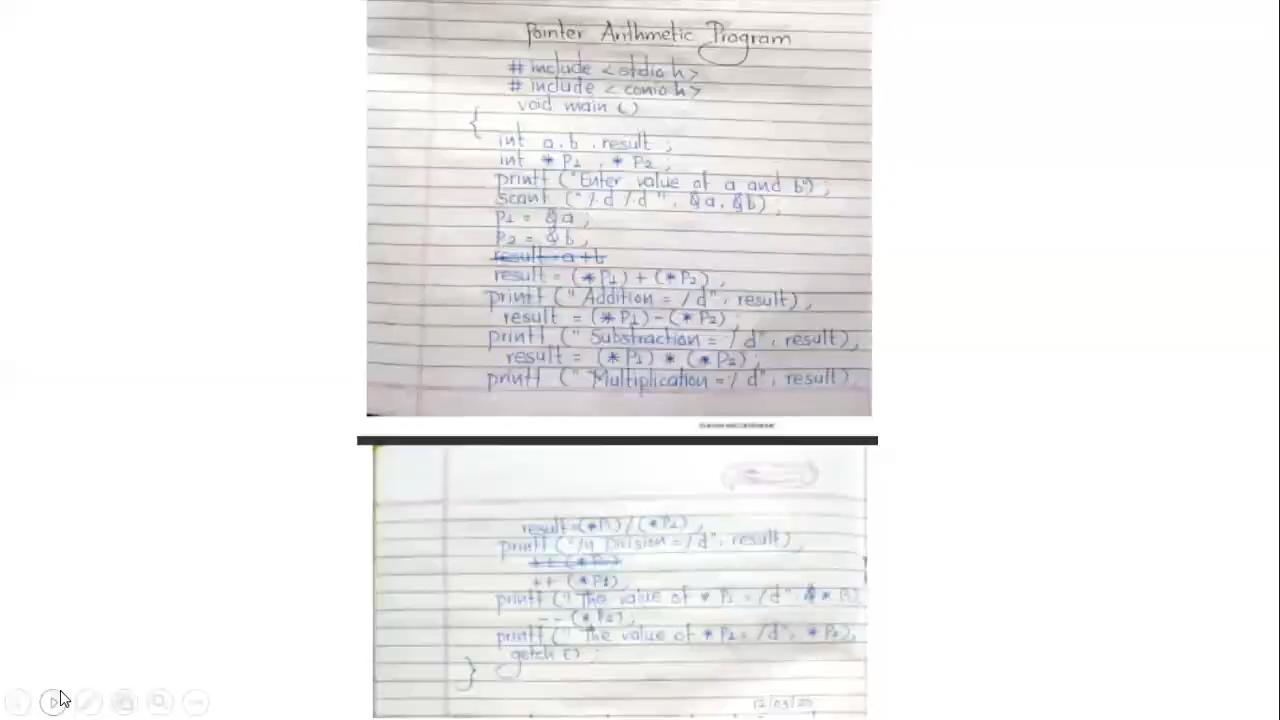 Pointer Arithmetic Program
# include <stdio.h>
# include <conio.h>
void main ()
{
int a, b, result ;
int * P1, * P2 ;
printf ("Enter value of a and b") ;
scanf ("%d %d", &a, &b) ;
P1 = &a ;
P2 = &b ;
result = a + b
result = (*P1) + (*P2) ;
printf (" Addition = /d", result) ;
result = (*P1) - (*P2) ;
printf (" Substraction = /d", result) ;
result = (*P1) * (*P2) ;
printf (" Multiplication = % d", result)
result = (*P1) / (*P2) ;
printf ("/n Division = /d", result) ;
++ (*P1) ;
printf (" The value of * P1 = /d"
-- (*P2) ;
printf (" The value of * P2 = /d", * P2) ;
getch () ;
}
12/03/20